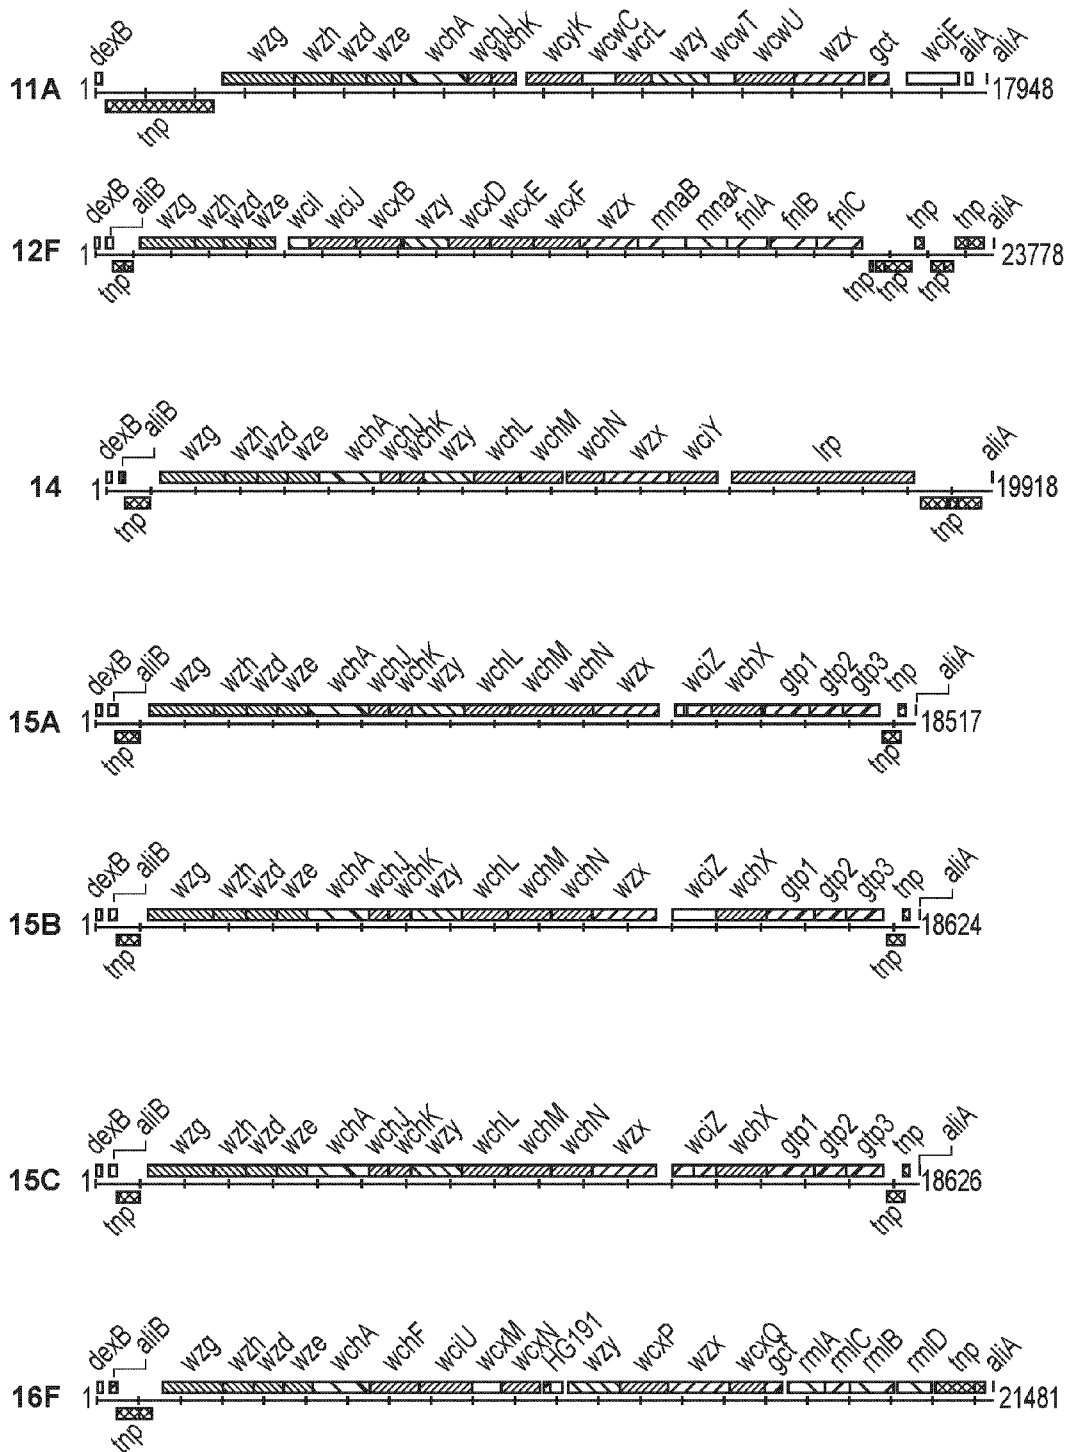 dexB wzg wzh wzd wze wchA wchJ wchK wcyK wcwC wcrL wzy wcwT wcwU wzx gct wcjE aliA aliA
11A 1 17948
tnp
dexB aliB wzg wzh wzd wze wciI wciJ wcxB wzy wcxD wcxE wcxF wzx mnaB mnaA fnlA fnlB fnlC tnp tnp aliA
12F 1 23778
tnp tnp tnp tnp
dexB aliB wzg wzh wzd wze wchA wchJ wchK wzy wchL wchM wchN wzx wciY lrp aliA
14 1 19918
tnp tnp
dexB aliB wzg wzh wzd wze wchA wchJ wchK wzy wchL wchM wchN wzx wciZ wchX gtp1 gtp2 gtp3 tnp aliA
15A 1 18517
tnp tnp
dexB aliB wzg wzh wzd wze wchA wchJ wchK wzy wchL wchM wchN wzx wciZ wchX gtp1 gtp2 gtp3 tnp aliA
15B 1 18624
tnp tnp
dexB aliB wzg wzh wzd wze wchA wchJ wchK wzy wchL wchM wchN wzx wciZ wchX gtp1 gtp2 gtp3 tnp aliA
15C 1 18626
tnp tnp
dexB aliB wzg wzh wzd wze wchA wchF wciU wcxM wcxN HG191 wzy wcxP wzx wcxQ gct rmlA rmlC rmlB rmlD tnp aliA
16F 1 21481
tnp